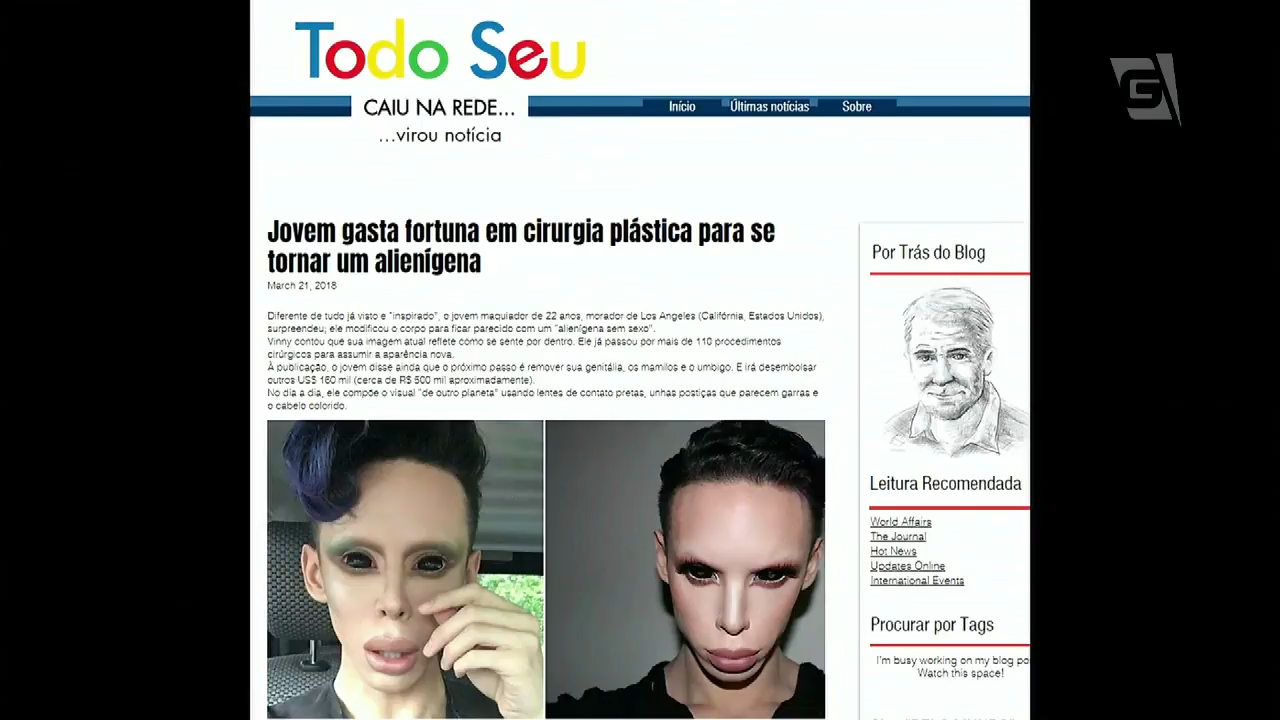 Todo Seu
CAIU NA REDE...
...virou notícia
Início
Últimas notícias
Sobre
Jovem gasta fortuna em cirurgia plástica para se
tornar um alienígena
March 21, 2018
Diferente de tudo já visto e "inspirado", o jovem maquiador de 22 anos, morador de Los Angeles (Califórnia, Estados Unidos),
surpreendeu; ele modificou o corpo para ficar parecido com um "alienígena sem sexo".
Vinny contou que sua imagem atual reflete como se sente por dentro. Ele já passou por mais de 110 procedimentos
cirúrgicos para assumir a aparência nova.
À publicação, o jovem disse ainda que o próximo passo é remover sua genitália, os mamilos e o umbigo. E irá desembolsar
outros US$ 160 mil (cerca de R$ 500 mil aproximadamente).
No dia a dia, ele compõe o visual "de outro planeta" usando lentes de contato pretas, unhas postiças que parecem garras e
o cabelo colorido.
Por Trás do Blog
Leitura Recomendada
World Affairs
The Journal
Hot News
Updates Online
International Events
Procurar por Tags
I'm busy working on my blog po
Watch this space!